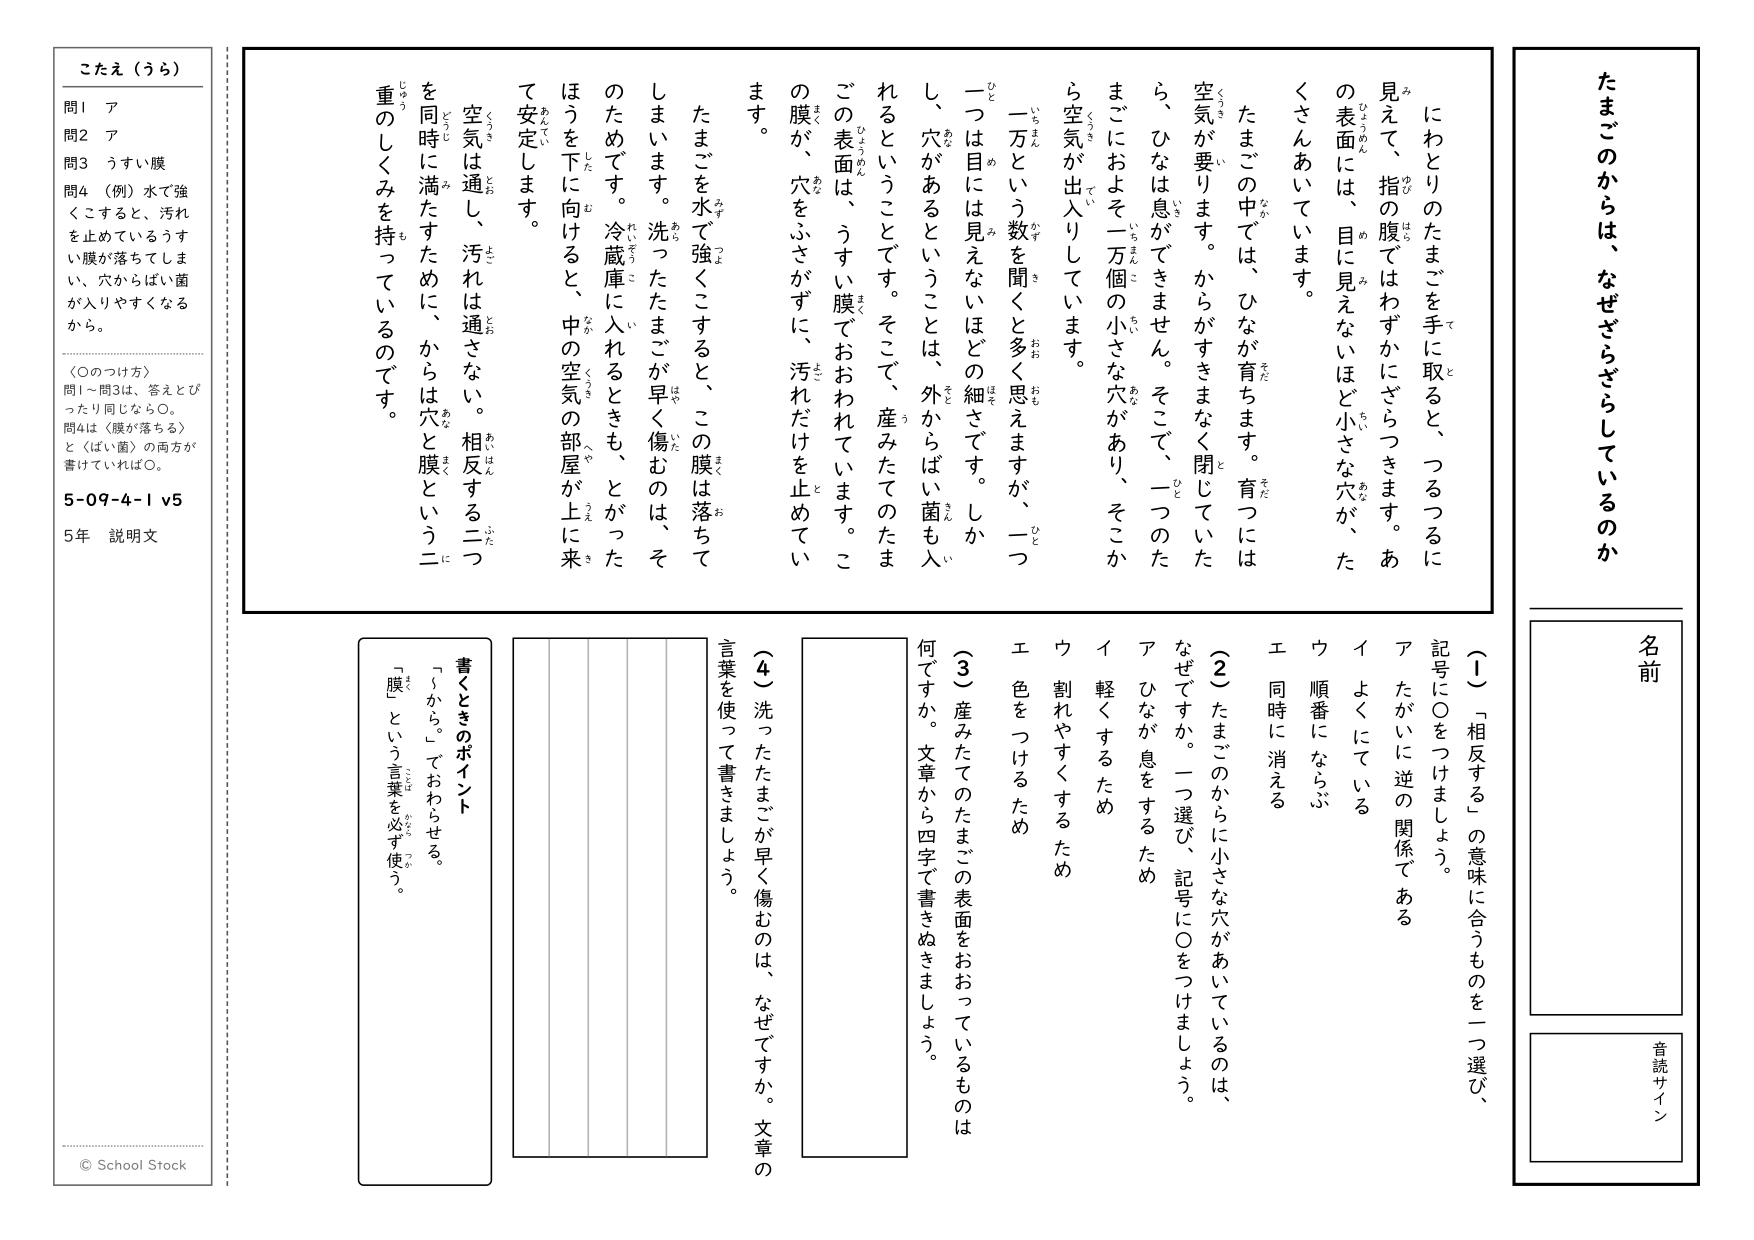 たまごのからは、なぜざらざらしているのか
名前
音読サイン
にわとりのたまごを手に取ると、つるつるに
見えて、指の腹ではわずかにざらつきます。あ
の表面には、目に見えないほど小さな穴が、た
くさんあいています。
たまごの中では、ひなが育ちます。育つには
空気が要ります。からがすきまなく閉じていた
ら、ひなは息ができません。そこで、一つのた
まごにおよそ一万個の小さな穴があり、そこか
ら空気が出入りしています。
一万という数を聞くと多く思えますが、一つ
一つは目には見えないほどの細さです。しか
し、穴があるということは、外からばい菌も入
れるということです。そこで、産みたてのたま
ごの表面は、うすい膜でおおわれています。こ
の膜が、穴をふさがずに、汚れだけを止めてい
ます。
たまごを水で強くこすると、この膜は落ちて
しまいます。洗ったたまごが早く傷むのは、そ
のためです。冷蔵庫に入れるときも、とがった
ほうを下に向けると、中の空気の部屋が上に来
て安定します。
空気は通し、汚れは通さない。相反する二つ
を同時に満たすために、からは穴と膜という二
重のしくみを持っているのです。
(1)「相反する」の意味に合うものを一つ選び、
記号に○をつけましょう。
ア たがいに 逆の 関係で ある
イ よくにて いる
ウ 順番に ならぶ
エ 同時に 消える
(2)たまごのからに小さな穴があいているのは、
なぜですか。一つ選び、記号に○をつけましょう。
ア ひなが 息を する ため
イ 軽く する ため
ウ 割れやすく する ため
エ 色を つける ため
(3)産みたてのたまごの表面をおおっているものは
何ですか。文章から四字で書きぬきましょう。
(4)洗ったたまごが早く傷むのは、なぜですか。文章の
言葉を使って書きましょう。
書くときのポイント
「～から。」でおわらせる。
「膜」という言葉を必ず使う。
こたえ(うら)
問1 ア
問2 ア
問3 うすい膜
問4 (例)水で強
くこすると、汚れ
を止めているうす
い膜が落ちてしま
い、穴からばい菌
が入りやすくなる
から。
〈○のつけ方〉
問1～問3は、答えとぴ
ったり同じなら○。
問4は〈膜が落ちる〉
と〈ばい菌〉の両方が
書けていれば○。
5-09-4-1 v5
5年 説明文
© School Stock